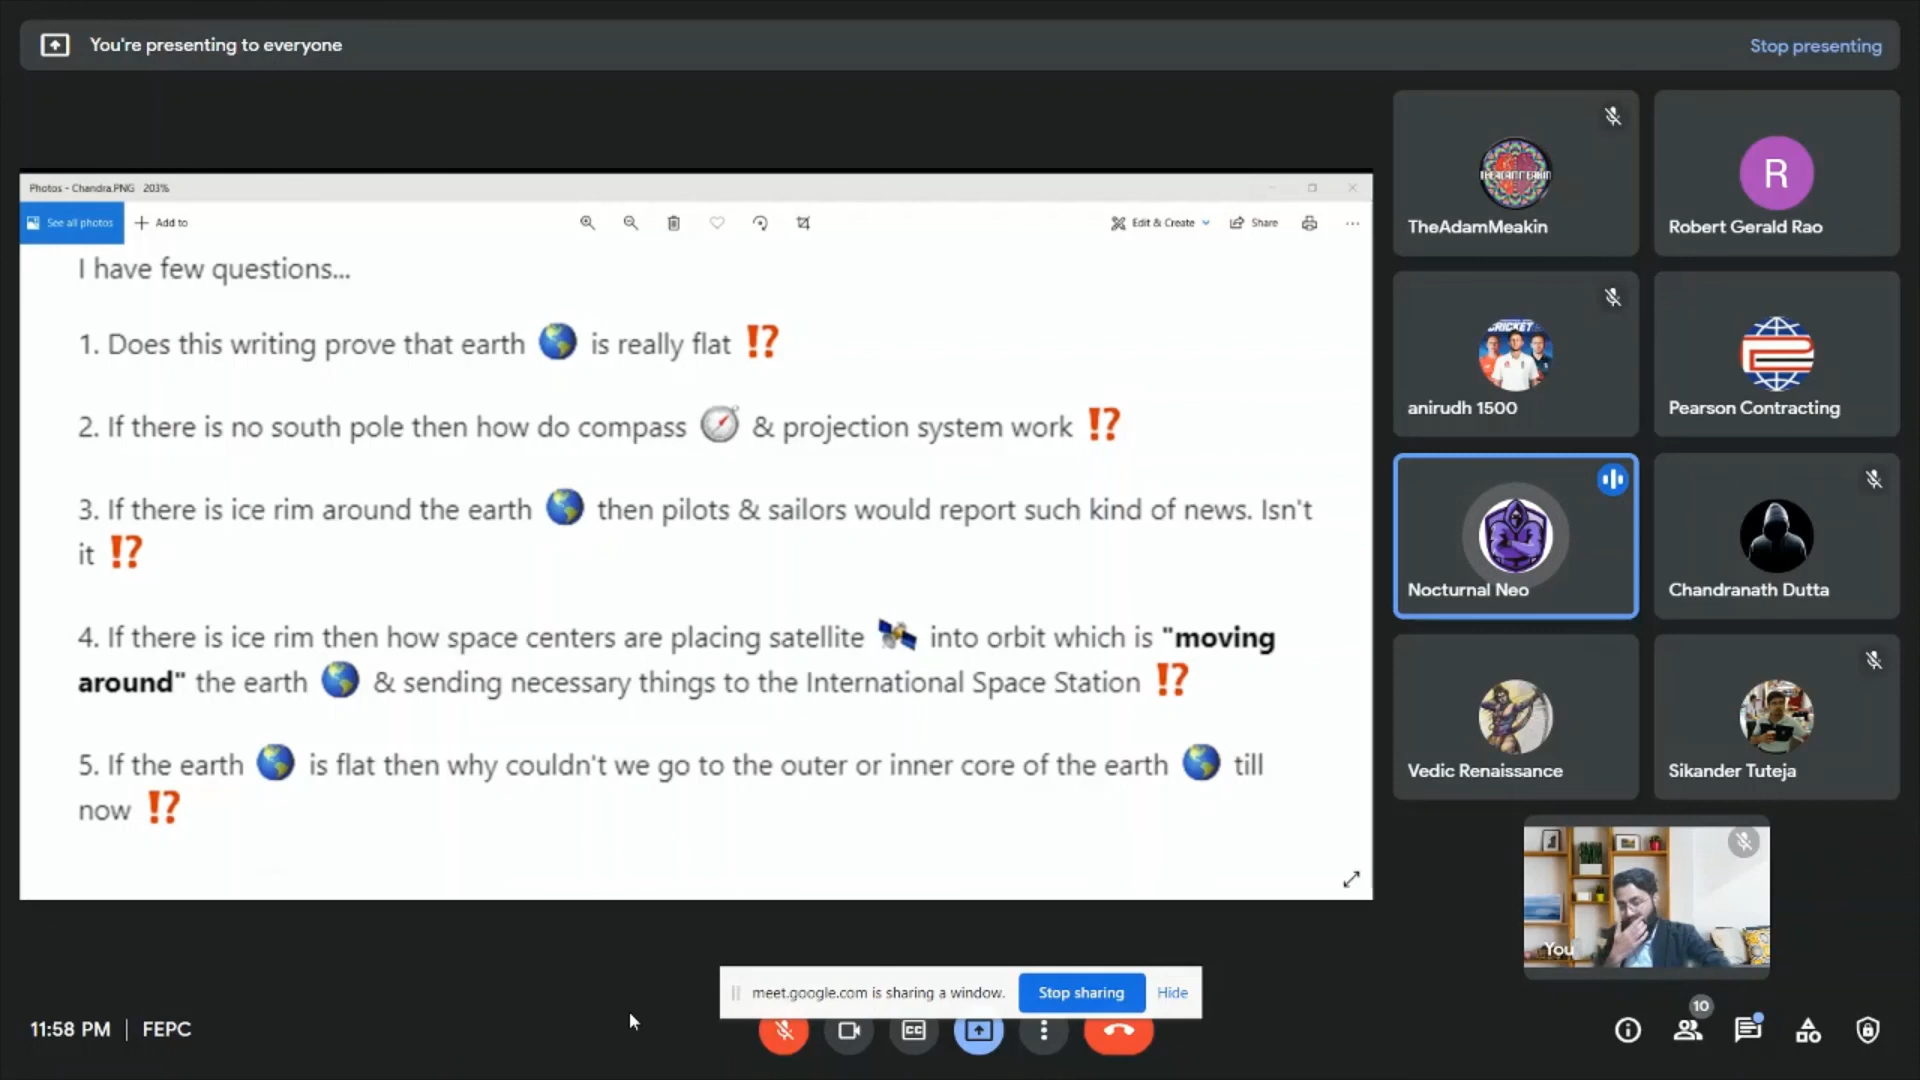 You're presenting to everyone
Stop presenting
Photos - Chandra.PNG 203%
See all photos
Add to
Edit & Create
Share
I have few questions...
1. Does this writing prove that earth 🌎 is really flat ⁉️
2. If there is no south pole then how do compass 🧭 & projection system work ⁉️
3. If there is ice rim around the earth 🌎 then pilots & sailors would report such kind of news. Isn't
it ⁉️
4. If there is ice rim then how space centers are placing satellite 🛰️ into orbit which is "moving
around" the earth 🌎 & sending necessary things to the International Space Station ⁉️
5. If the earth 🌎 is flat then why couldn't we go to the outer or inner core of the earth 🌎 till
now ⁉️
THEADAMMEAKIN
TheAdamMeakin
R
Robert Gerald Rao
CRICKET
anirudh 1500
Pearson Contracting
Nocturnal Neo
Chandranath Dutta
Vedic Renaissance
Sikander Tuteja
You
meet.google.com is sharing a window.
Stop sharing
Hide
11:58 PM | FEPC
CC
10